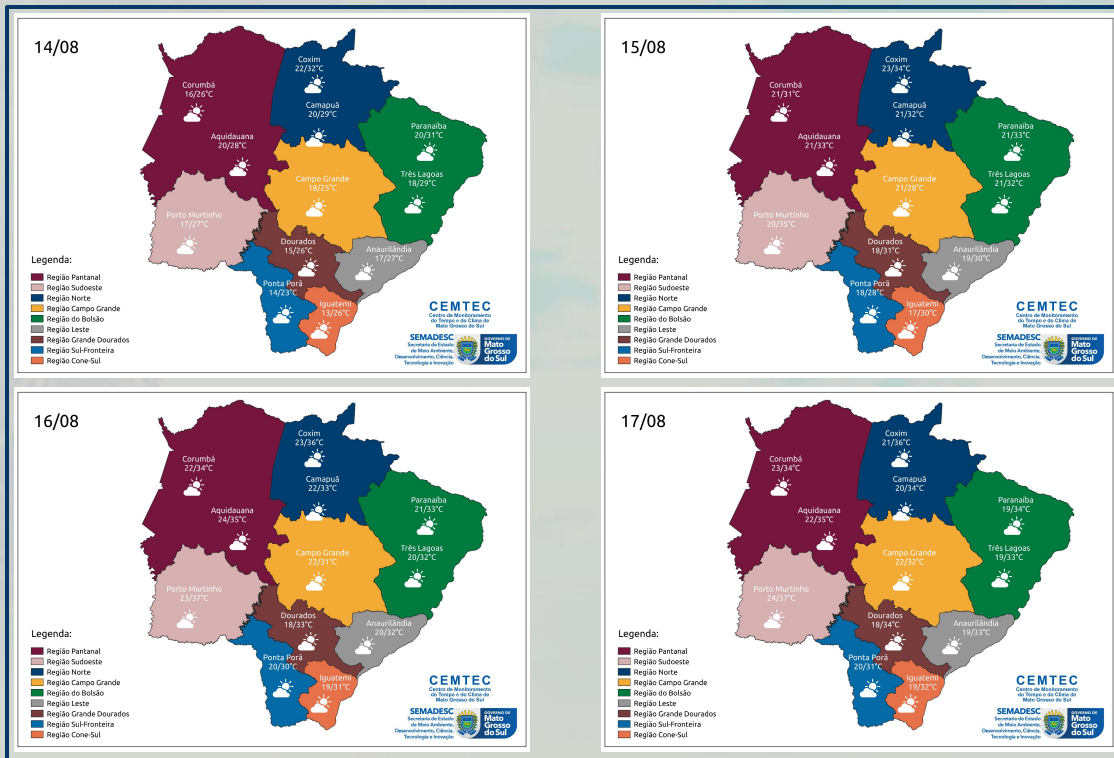 14/08
Coxim
22/32°C
Corumbá
16/26°C
Camapuã
20/29°C
Paranaíba
20/31°C
Aquidauana
20/28°C
Três Lagoas
18/29°C
Campo Grande
18/25°C
Porto Murtinho
17/27°C
Dourados
15/26°C
Anaurilândia
17/27°C
Ponta Porã
14/23°C
Iguatemi
13/26°C
Legenda:
Região Pantanal
Região Sudoeste
Região Norte
Região Campo Grande
Região do Bolsão
Região Leste
Região Grande Dourados
Região Sul-Fronteira
Região Cone-Sul
CEMTEC
Centro de Monitoramento
do Tempo e do Clima de
Mato Grosso do Sul
SEMADESC
Secretaria de Estado
de Meio Ambiente,
Desenvolvimento, Ciência,
Tecnologia e Inovação
GOVERNO DE
Mato
Grosso
do Sul
15/08
Coxim
23/34°C
Corumbá
21/31°C
Camapuã
21/32°C
Paranaíba
21/33°C
Aquidauana
21/33°C
Três Lagoas
21/32°C
Campo Grande
21/28°C
Porto Murtinho
20/35°C
Dourados
18/31°C
Anaurilândia
19/30°C
Ponta Porã
18/28°C
Iguatemi
17/30°C
Legenda:
Região Pantanal
Região Sudoeste
Região Norte
Região Campo Grande
Região do Bolsão
Região Leste
Região Grande Dourados
Região Sul-Fronteira
Região Cone-Sul
CEMTEC
Centro de Monitoramento
do Tempo e do Clima de
Mato Grosso do Sul
SEMADESC
Secretaria de Estado
de Meio Ambiente,
Desenvolvimento, Ciência,
Tecnologia e Inovação
GOVERNO DE
Mato
Grosso
do Sul
16/08
Coxim
23/36°C
Corumbá
22/34°C
Camapuã
22/33°C
Paranaíba
21/33°C
Aquidauana
24/35°C
Três Lagoas
20/32°C
Campo Grande
22/31°C
Porto Murtinho
23/37°C
Dourados
18/33°C
Anaurilândia
20/32°C
Ponta Porã
20/30°C
Iguatemi
19/31°C
Legenda:
Região Pantanal
Região Sudoeste
Região Norte
Região Campo Grande
Região do Bolsão
Região Leste
Região Grande Dourados
Região Sul-Fronteira
Região Cone-Sul
CEMTEC
Centro de Monitoramento
do Tempo e do Clima de
Mato Grosso do Sul
SEMADESC
Secretaria de Estado
de Meio Ambiente,
Desenvolvimento, Ciência,
Tecnologia e Inovação
GOVERNO DE
Mato
Grosso
do Sul
17/08
Coxim
21/36°C
Corumbá
23/34°C
Camapuã
20/34°C
Paranaíba
19/34°C
Aquidauana
22/35°C
Três Lagoas
19/33°C
Campo Grande
22/32°C
Porto Murtinho
24/37°C
Dourados
18/34°C
Anaurilândia
19/33°C
Ponta Porã
20/31°C
Iguatemi
19/32°C
Legenda:
Região Pantanal
Região Sudoeste
Região Norte
Região Campo Grande
Região do Bolsão
Região Leste
Região Grande Dourados
Região Sul-Fronteira
Região Cone-Sul
CEMTEC
Centro de Monitoramento
do Tempo e do Clima de
Mato Grosso do Sul
SEMADESC
Secretaria de Estado
de Meio Ambiente,
Desenvolvimento, Ciência,
Tecnologia e Inovação
GOVERNO DE
Mato
Grosso
do Sul